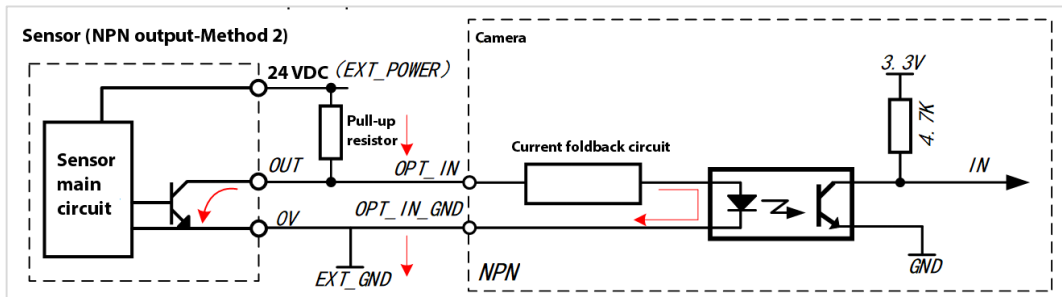 Sensor (NPN output-Method 2)
Camera
24 VDC (EXT_POWER)
3.3V
Pull-up
resistor
4.7K
Sensor
main
circuit
OUT
OPT_IN
Current foldback circuit
IN
0V
OPT_IN_GND
EXT_GND
NPN
GND